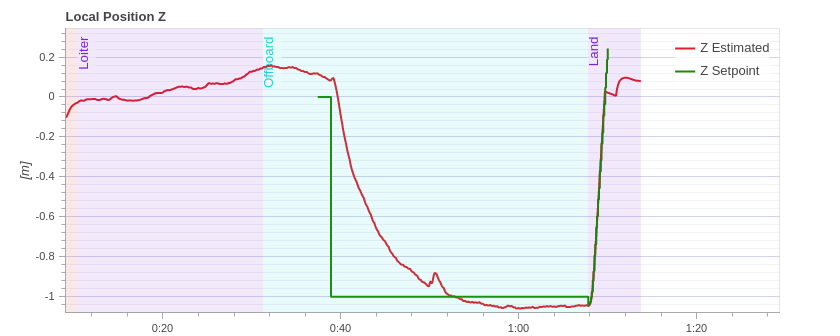 Local Position Z
Loiter
Offboard
Land
Z Estimated
Z Setpoint
[m]
0.2
0
-0.2
-0.4
-0.6
-0.8
-1
0:20
0:40
1:00
1:20